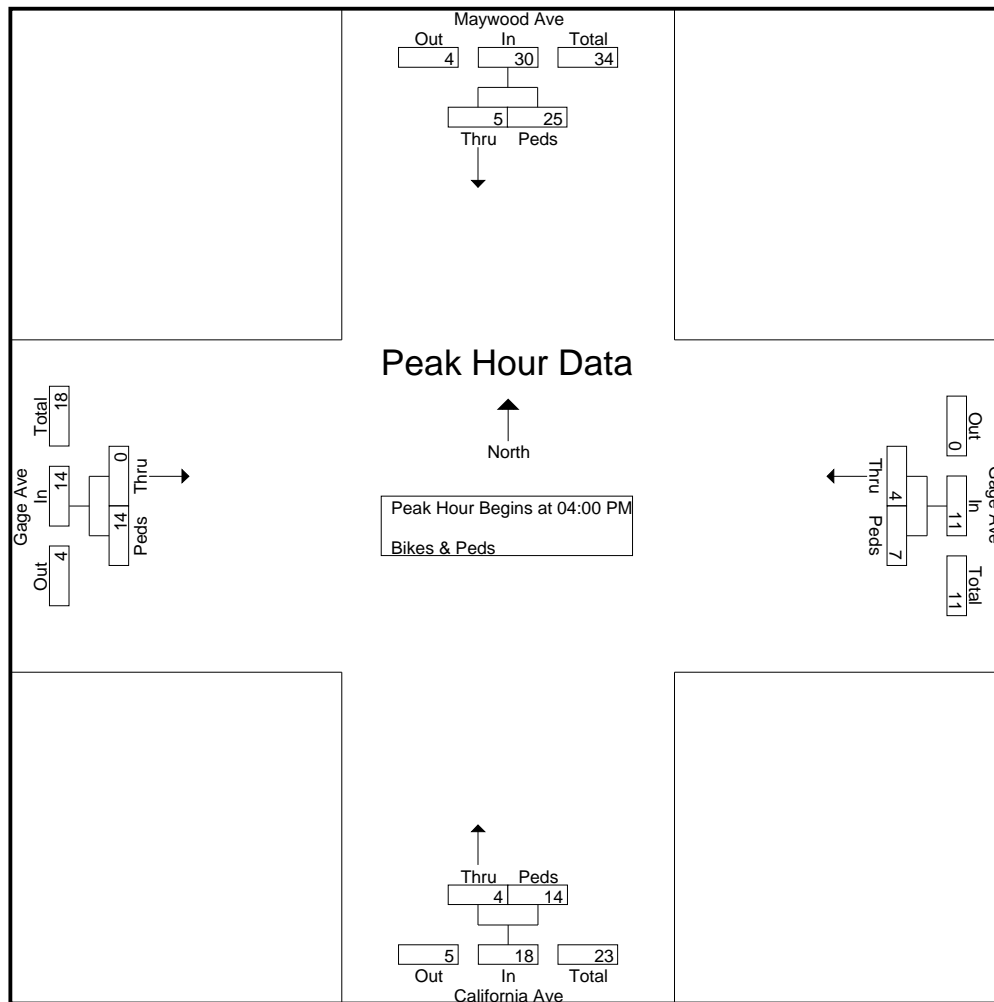 Maywood Ave
Out In Total
4 30 34
5 25
Thru Peds
Peak Hour Data
North
Peak Hour Begins at 04:00 PM
Bikes & Peds
Gage Ave
Out In Total
4 14 18
14 0
Peds Thru
Gage Ave
Out In Total
0 11 11
4 7
Thru Peds
Thru Peds
4 14
5 18 23
Out In Total
California Ave